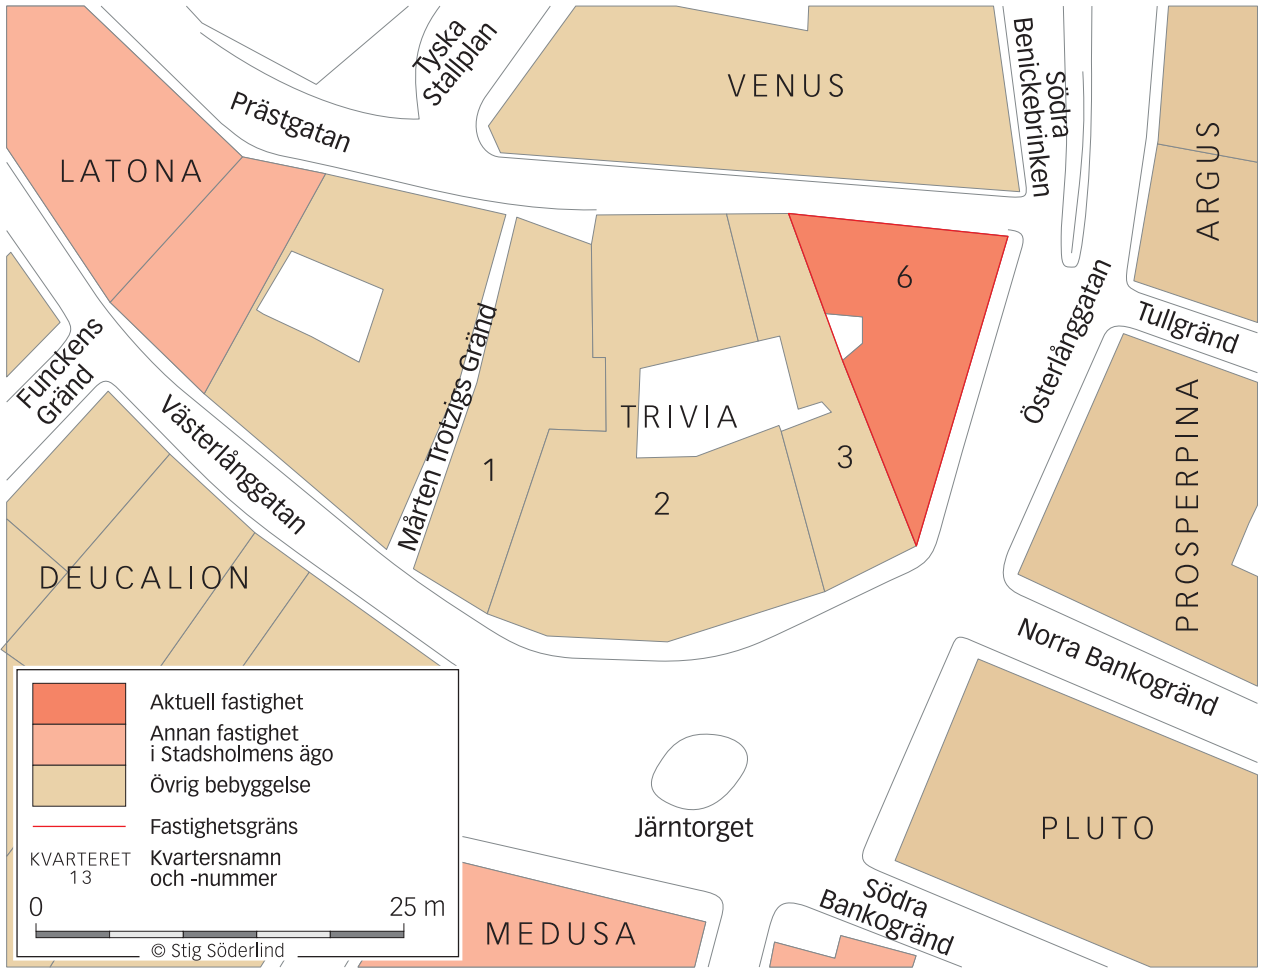 Tyska
Stallplan
Prästgatan
VENUS
Södra
Benickebrinken
ARGUS
LATONA
6
Österlånggatan
Tullgränd
Funckens
Gränd
Mårten Trotzigs Gränd
Västerlånggatan
TRIVIA
1
2
3
PROSERPINA
DEUCALION
Norra Bankogränd
Järntorget
PLUTO
Södra
Bankogränd
MEDUSA
Aktuell fastighet
Annan fastighet
i Stadsholmens ägo
Övrig bebyggelse
Fastighetsgräns
KVARTERET
13
Kvartersnamn
och -nummer
0 25 m
© Stig Söderlind